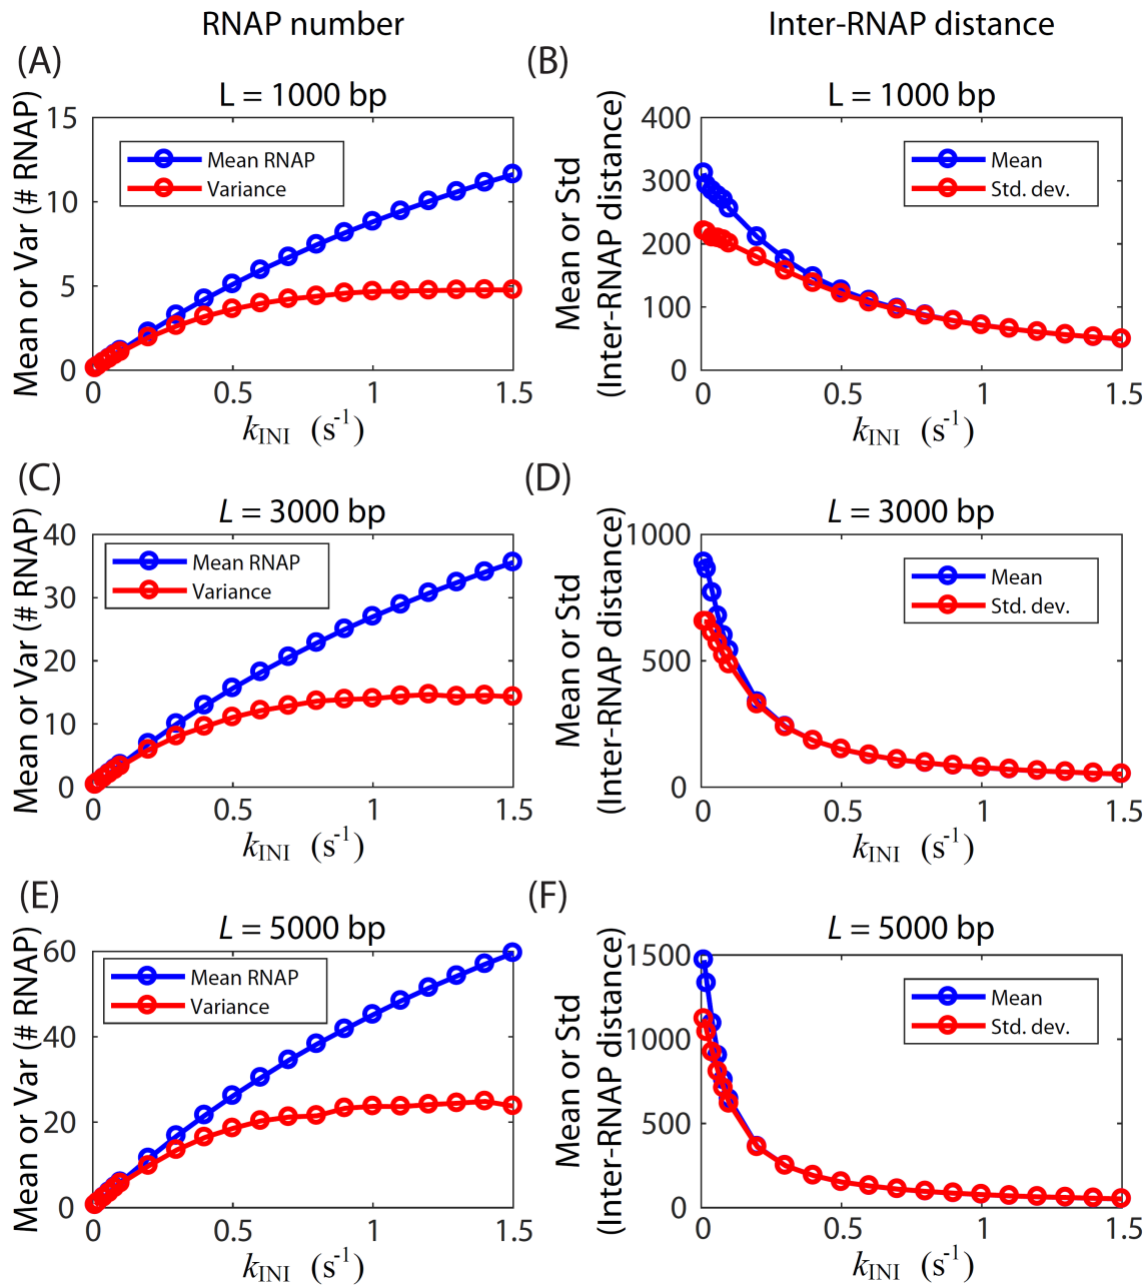 RNAP number
Inter-RNAP distance
(A)
L = 1000 bp
Mean or Var (# RNAP)
15
10
5
0
Mean RNAP
Variance
0 0.5 1 1.5
kINI (s-1)
(B)
L = 1000 bp
Mean or Std
(Inter-RNAP distance)
400
300
200
100
0
Mean
Std. dev.
0 0.5 1 1.5
kINI (s-1)
(C)
L = 3000 bp
Mean or Var (# RNAP)
40
30
20
10
0
Mean RNAP
Variance
0 0.5 1 1.5
kINI (s-1)
(D)
L = 3000 bp
Mean or Std
(Inter-RNAP distance)
1000
500
0
Mean
Std. dev.
0 0.5 1 1.5
kINI (s-1)
(E)
L = 5000 bp
Mean or Var (# RNAP)
60
40
20
0
Mean RNAP
Variance
0 0.5 1 1.5
kINI (s-1)
(F)
L = 5000 bp
Mean or Std
(Inter-RNAP distance)
1500
1000
500
0
Mean
Std. dev.
0 0.5 1 1.5
kINI (s-1)